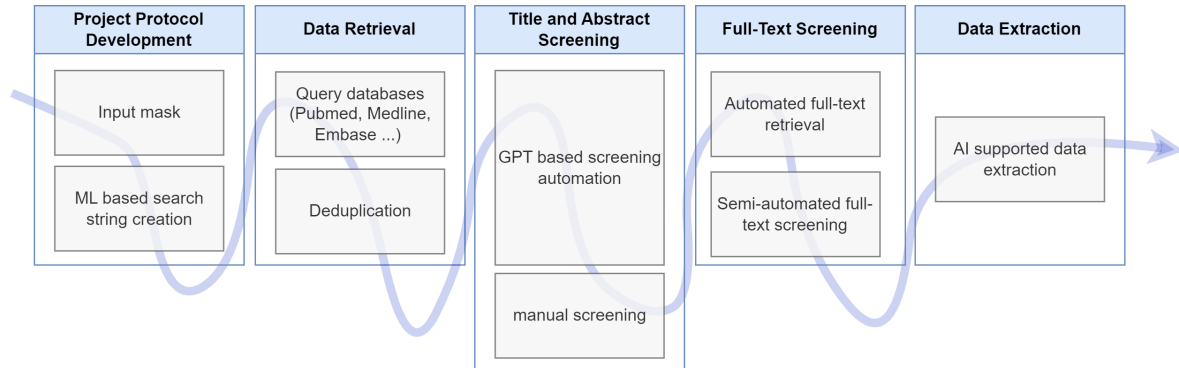 Project Protocol
Development
Input mask
ML based search
string creation
Data Retrieval
Query databases
(Pubmed, Medline,
Embase ...)
Deduplication
Title and Abstract
Screening
GPT based screening
automation
manual screening
Full-Text Screening
Automated full-text
retrieval
Semi-automated full-
text screening
Data Extraction
AI supported data
extraction